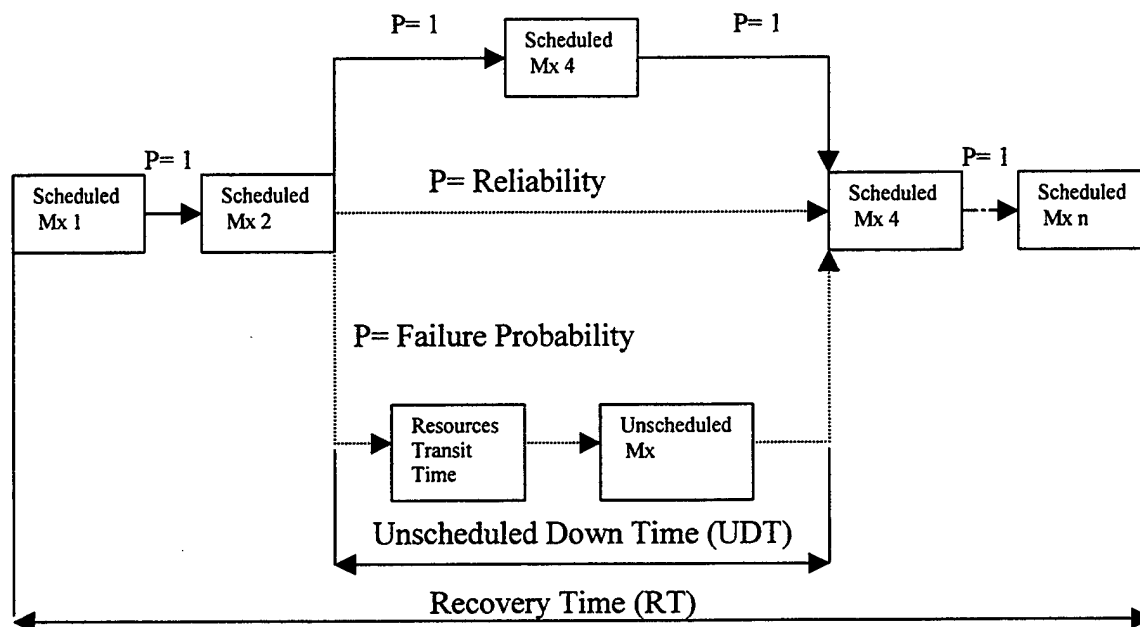 P= 1
P= 1
Scheduled
Mx 4
P= 1
P= 1
Scheduled
Mx 1
Scheduled
Mx 2
P= Reliability
Scheduled
Mx 4
Scheduled
Mx n
P= Failure Probability
Resources
Transit
Time
Unscheduled
Mx
Unscheduled Down Time (UDT)
Recovery Time (RT)